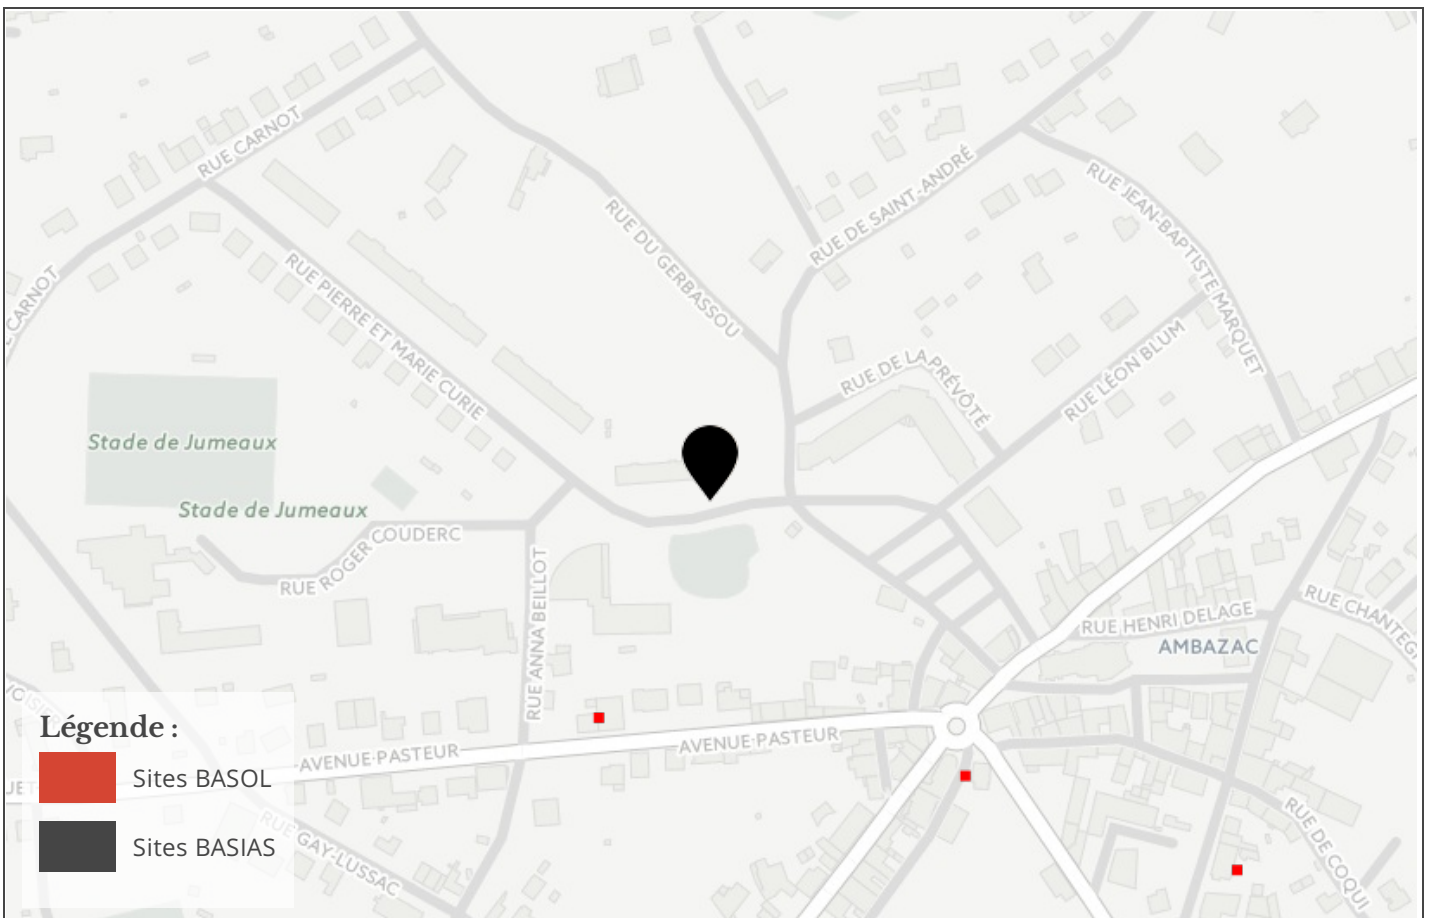 RUE CARNOT
RUE DE SAINT-ANDRÉ
RUE JEAN-BAPTISTE MARQUET
RUE DU GERBASSOU
CARNOT
RUE PIERRE ET MARIE CURIE
RUE DE LA PRÉVÔTÉ
RUE LÉON BLUM
Stade de Jumeaux
Stade de Jumeaux
RUE ROGER COUDERC
RUE ANNA BEILLOT
RUE HENRI DELAGE
RUE CHANTEG
AMBAZAC
AVENUE PASTEUR
AVENUE PASTEUR
RUE GAY-LUSSAC
RUE DE COQUI
Légende :
Sites BASOL
Sites BASIAS